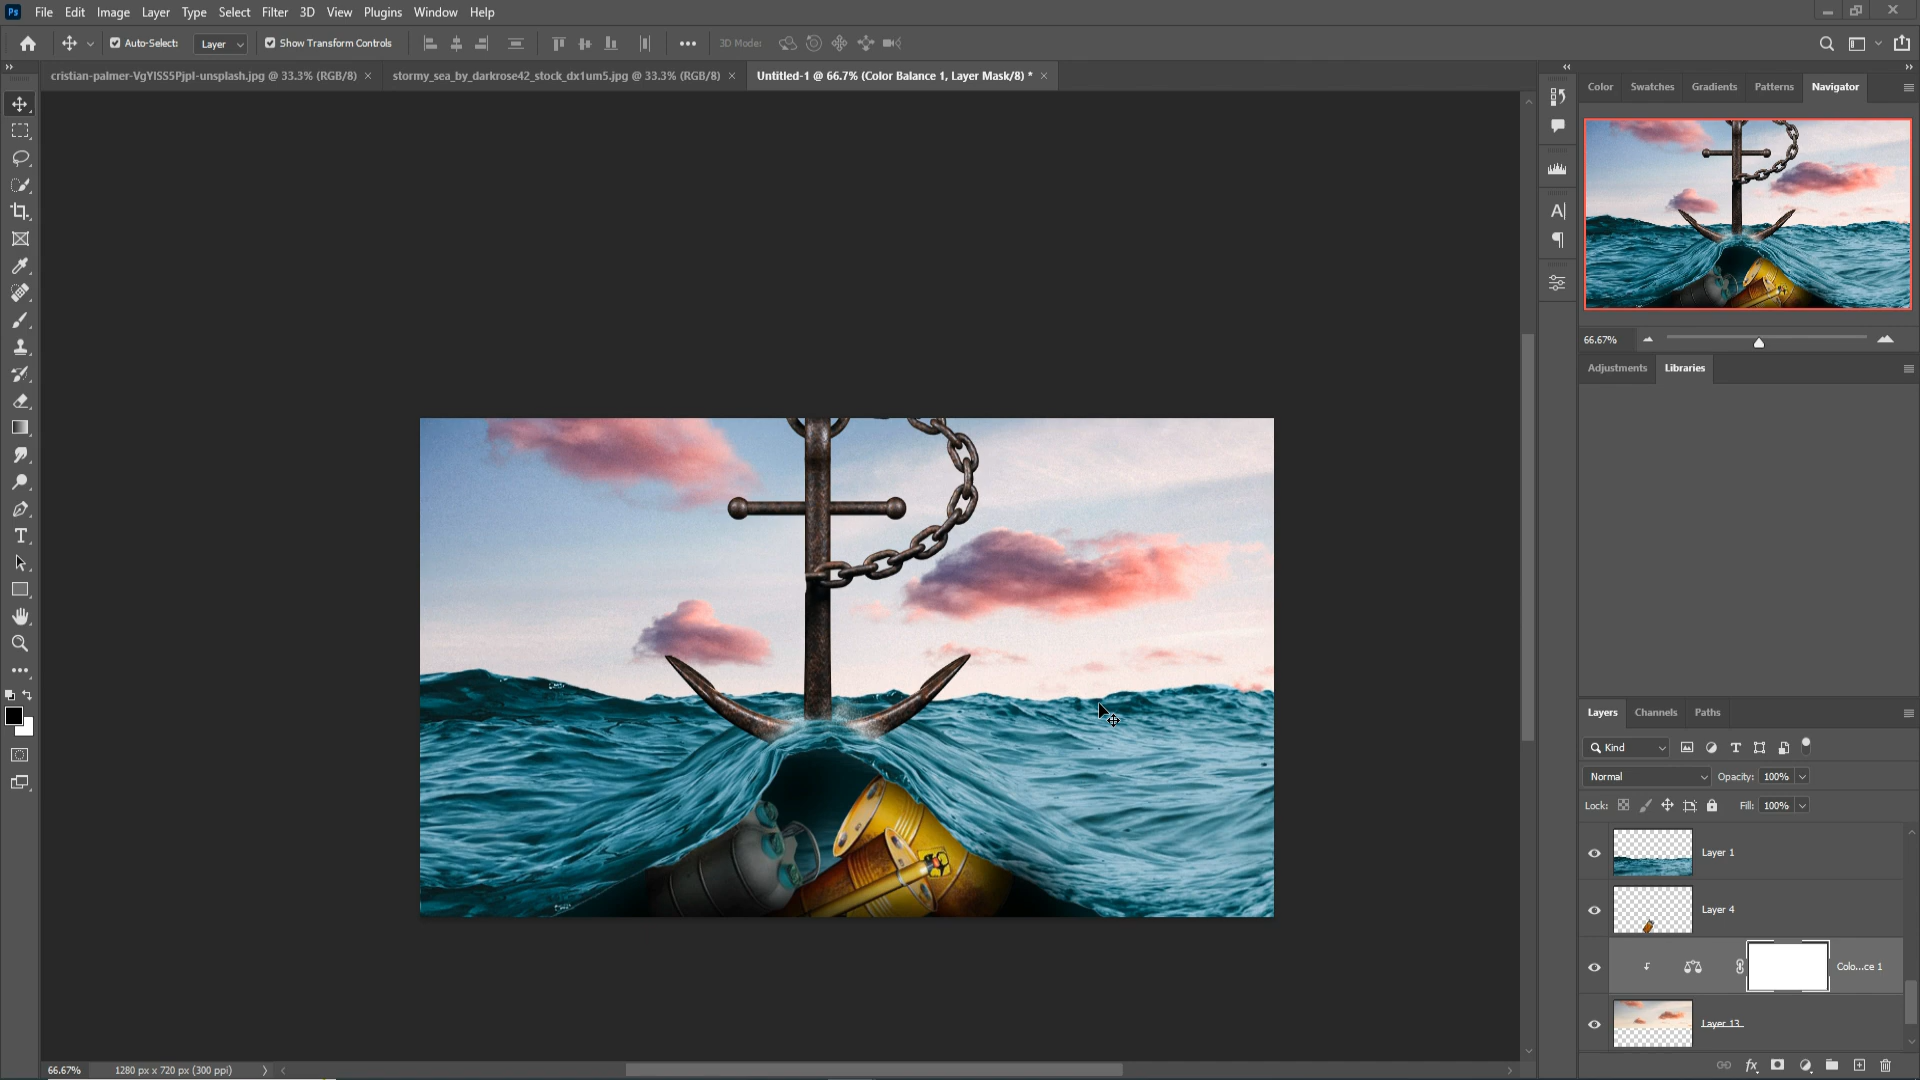 Ps File Edit Image Layer Type Select Filter 3D View Plugins Window Help
Auto-Select: Layer Show Transform Controls 3D Mode:
cristian-palmer-VgYlSS5PjpI-unsplash.jpg @ 33.3% (RGB/8) × stormy_sea_by_darkrose42_stock_dx1um5.jpg @ 33.3% (RGB/8) × Untitled-1 @ 66.7% (Color Balance 1, Layer Mask/8) * ×
Color Swatches Gradients Patterns Navigator
66.67%
Adjustments Libraries
Layers Channels Paths
Kind
Normal Opacity: 100%
Lock: Fill: 100%
Layer 1
Layer 4
Colo...ce 1
Layer 13
66.67% 1280 px x 720 px (300 ppi)